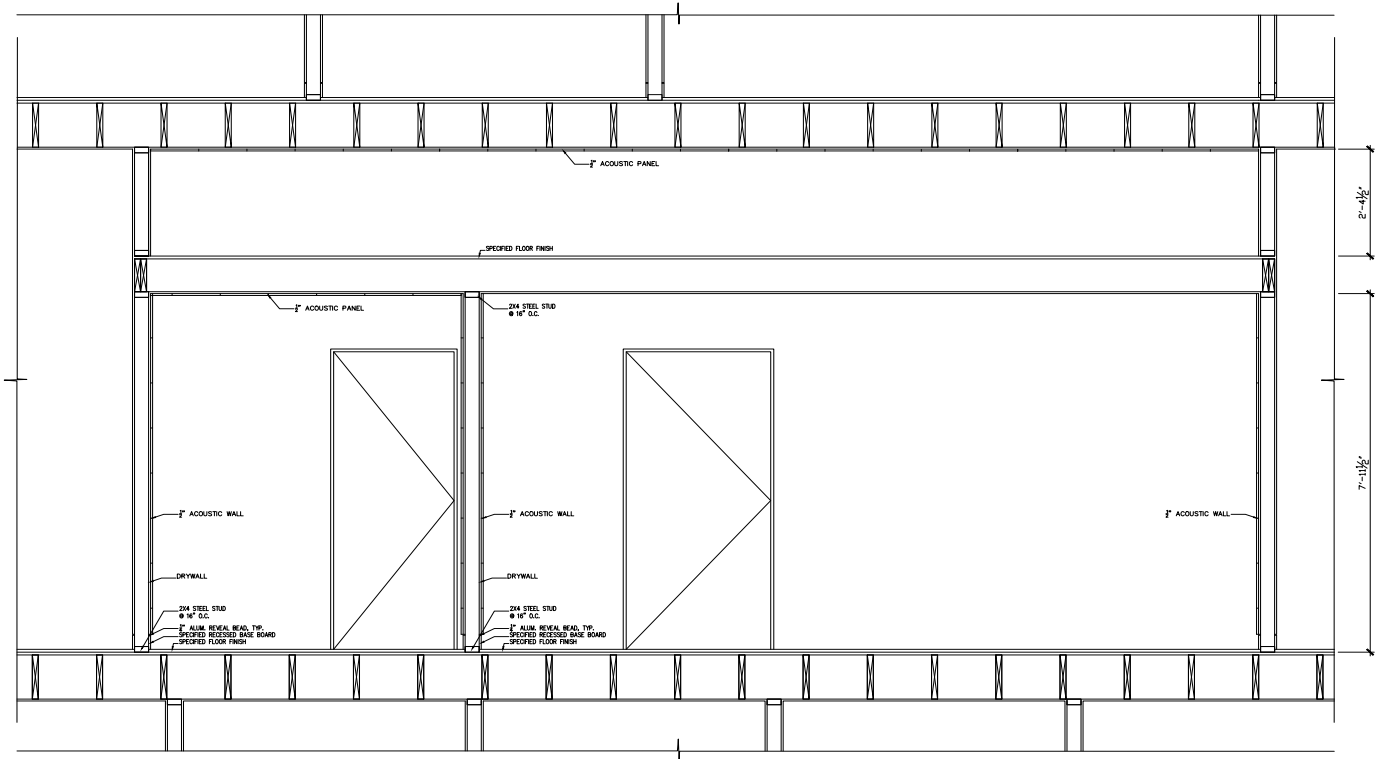 ½" ACOUSTIC PANEL
2'-4½"
SPECIFIED FLOOR FINISH
½" ACOUSTIC PANEL
2X4 STEEL STUD
@ 16" O.C.
½" ACOUSTIC WALL
½" ACOUSTIC WALL
½" ACOUSTIC WALL
7'-11½"
DRYWALL
DRYWALL
2X4 STEEL STUD
@ 16" O.C.
½" ALUM. REVEAL BEAD, TYP.
SPECIFIED RECESSED BASE BOARD
SPECIFIED FLOOR FINISH
2X4 STEEL STUD
@ 16" O.C.
½" ALUM. REVEAL BEAD, TYP.
SPECIFIED RECESSED BASE BOARD
SPECIFIED FLOOR FINISH